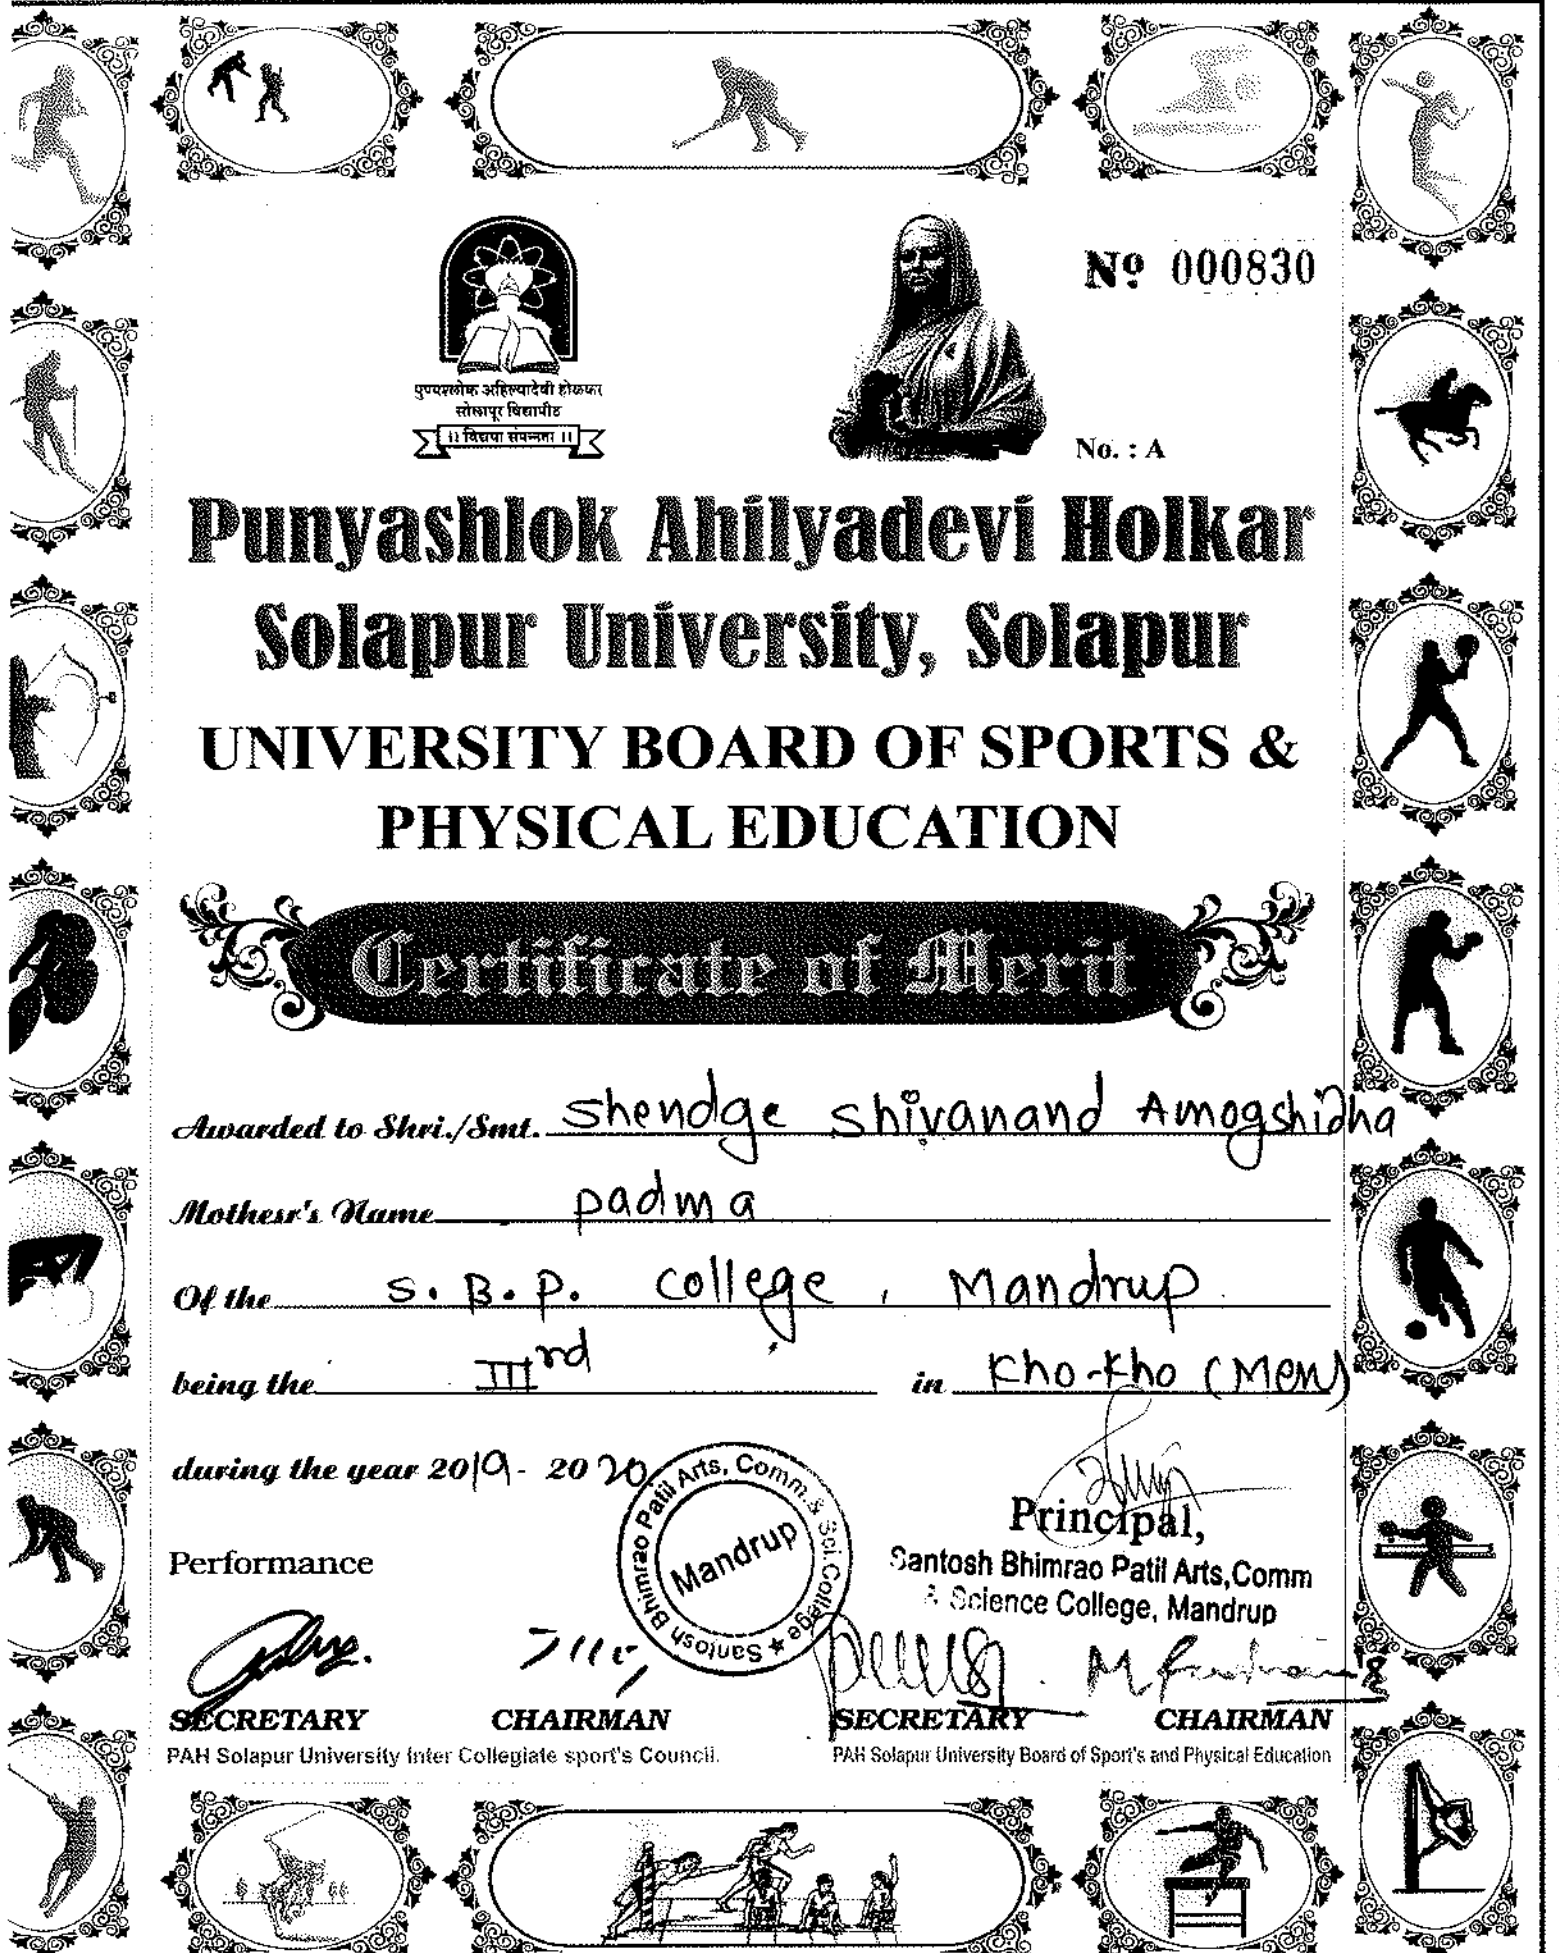 Nº 000830
पुण्यश्लोक अहिल्यादेवी होळकर
सोलापूर विद्यापीठ
।। विद्यया संपन्नता ।।
No. : A
Punyashlok Ahilyadevi Holkar
Solapur University, Solapur
UNIVERSITY BOARD OF SPORTS &
PHYSICAL EDUCATION
Certificate of Merit
Awarded to Shri./Smt. Shendge Shivanand Amogshidha
Mothesr's Name padma
Of the S. B. P. College, Mandrup
being the IIIrd in Kho-Kho (Men)
during the year 2019 - 2020
Santosh Bhimrao Patil Arts, Comm. & Sci. College ★
Mandrup
Principal,
Santosh Bhimrao Patil Arts,Comm
& Science College, Mandrup
Performance
SECRETARY CHAIRMAN SECRETARY CHAIRMAN
PAH Solapur University Inter Collegiate sport's Council. PAH Solapur University Board of Sport's and Physical Education